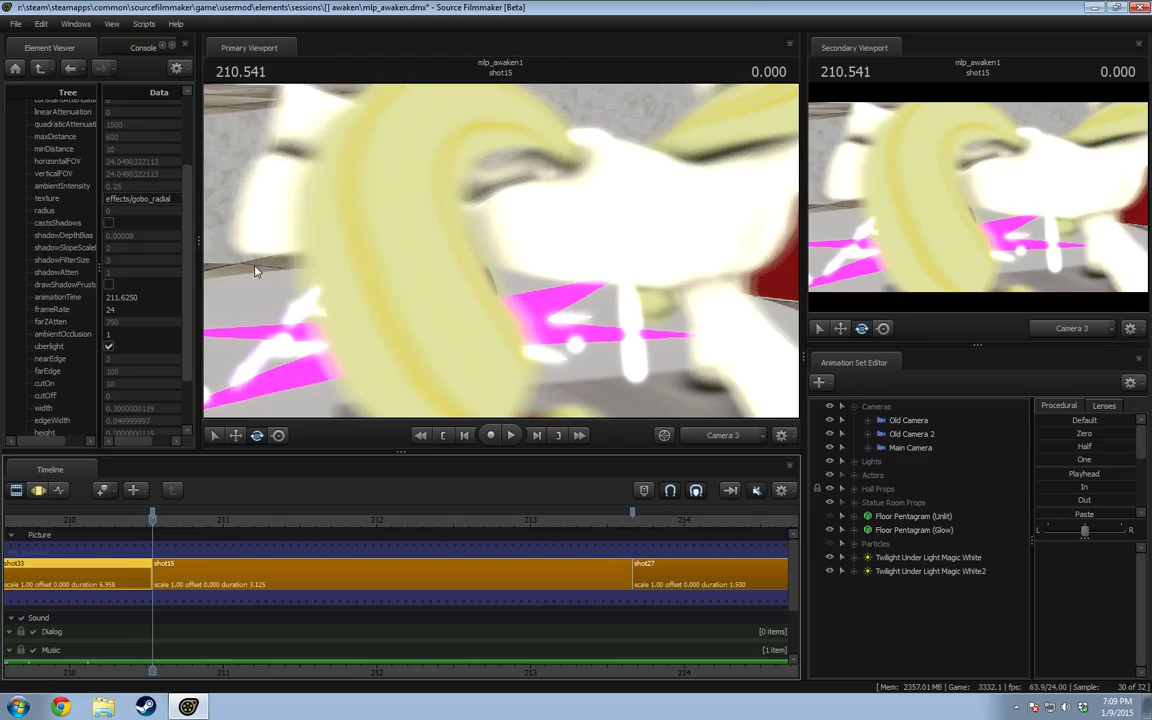 r:\steam\steamapps\common\sourcefilmmaker\game\usermod\elements\sessions\[] awaken\mlp_awaken.dmx* - Source Filmmaker [Beta]
File Edit Windows View Scripts Help
Element Viewer Console
Primary Viewport
Secondary Viewport
210.541
mlp_awaken1
shot15
0.000
210.541
mlp_awaken1
shot15
0.000
Tree Data
linearAttenuation 0
quadraticAttenuati 1500
maxDistance 600
minDistance 10
horizontalFOV 24.0490322113
verticalFOV 24.0490322113
ambientIntensity 0.25
texture effects/gobo_radial
radius 0
castsShadows
shadowDepthBias 0.00008
shadowSlopeScale 2
shadowFilterSize 3
shadowAtten 1
drawShadowFrust
animationTime 211.6250
frameRate 24
farZAtten 750
ambientOcclusion 1
uberlight
nearEdge 2
farEdge 100
cutOn 10
cutOff 0
width 0.3000000119
edgeWidth 0.049999997
height
Camera 3
Camera 3
Animation Set Editor
Cameras
Old Camera
Old Camera 2
Main Camera
Lights
Actors
Hall Props
Statue Room Props
Floor Pentagram (Unlit)
Floor Pentagram (Glow)
Particles
Twilight Under Light Magic White
Twilight Under Light Magic White2
Procedural Lenses
Default
Zero
Half
One
Playhead
In
Out
Paste
L R
Timeline
210 211 212 213 214
Picture
shot33 shot15 shot27
scale 1.00 offset 0.000 duration 6.958 scale 1.00 offset 0.000 duration 3.125 scale 1.00 offset 0.000 duration 1.500
Sound
Dialog [0 items]
Music [1 item]
210 211 212 213 214
[Mem: 2357.01 MB | Game: 3332.1 | fps: 63.9/24.00 | Sample: 30 of 32]
7:09 PM
1/9/2015